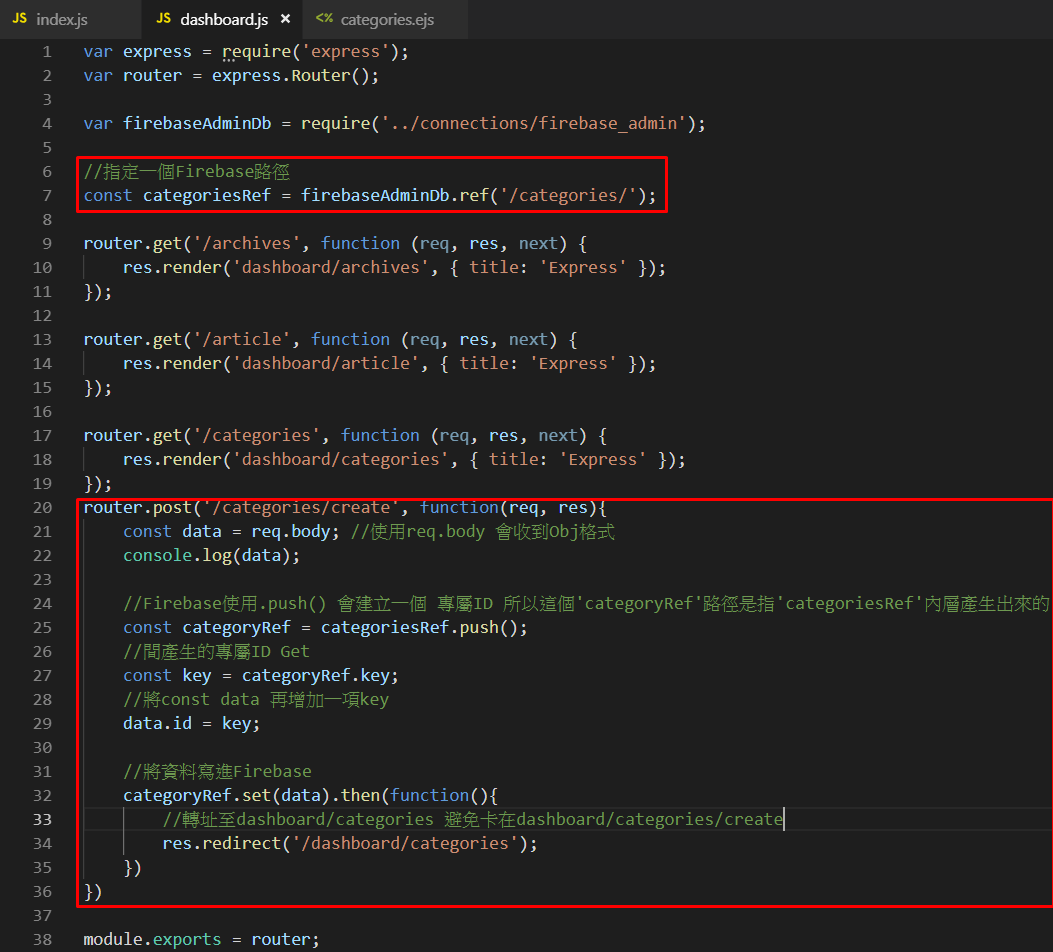 JS index.js JS dashboard.js × <% categories.ejs
1 var express = require('express');
2 var router = express.Router();
3
4 var firebaseAdminDb = require('../connections/firebase_admin');
5
6 //指定一個Firebase路徑
7 const categoriesRef = firebaseAdminDb.ref('/categories/');
8
9 router.get('/archives', function (req, res, next) {
10 res.render('dashboard/archives', { title: 'Express' });
11 });
12
13 router.get('/article', function (req, res, next) {
14 res.render('dashboard/article', { title: 'Express' });
15 });
16
17 router.get('/categories', function (req, res, next) {
18 res.render('dashboard/categories', { title: 'Express' });
19 });
20 router.post('/categories/create', function(req, res){
21 const data = req.body; //使用req.body 會收到Obj格式
22 console.log(data);
23
24 //Firebase使用.push() 會建立一個 專屬ID 所以這個'categoryRef'路徑是指'categoriesRef'內層產生出來的
25 const categoryRef = categoriesRef.push();
26 //間產生的專屬ID Get
27 const key = categoryRef.key;
28 //將const data 再增加一項key
29 data.id = key;
30
31 //將資料寫進Firebase
32 categoryRef.set(data).then(function(){
33 //轉址至dashboard/categories 避免卡在dashboard/categories/create
34 res.redirect('/dashboard/categories');
35 })
36 })
37
38 module.exports = router;